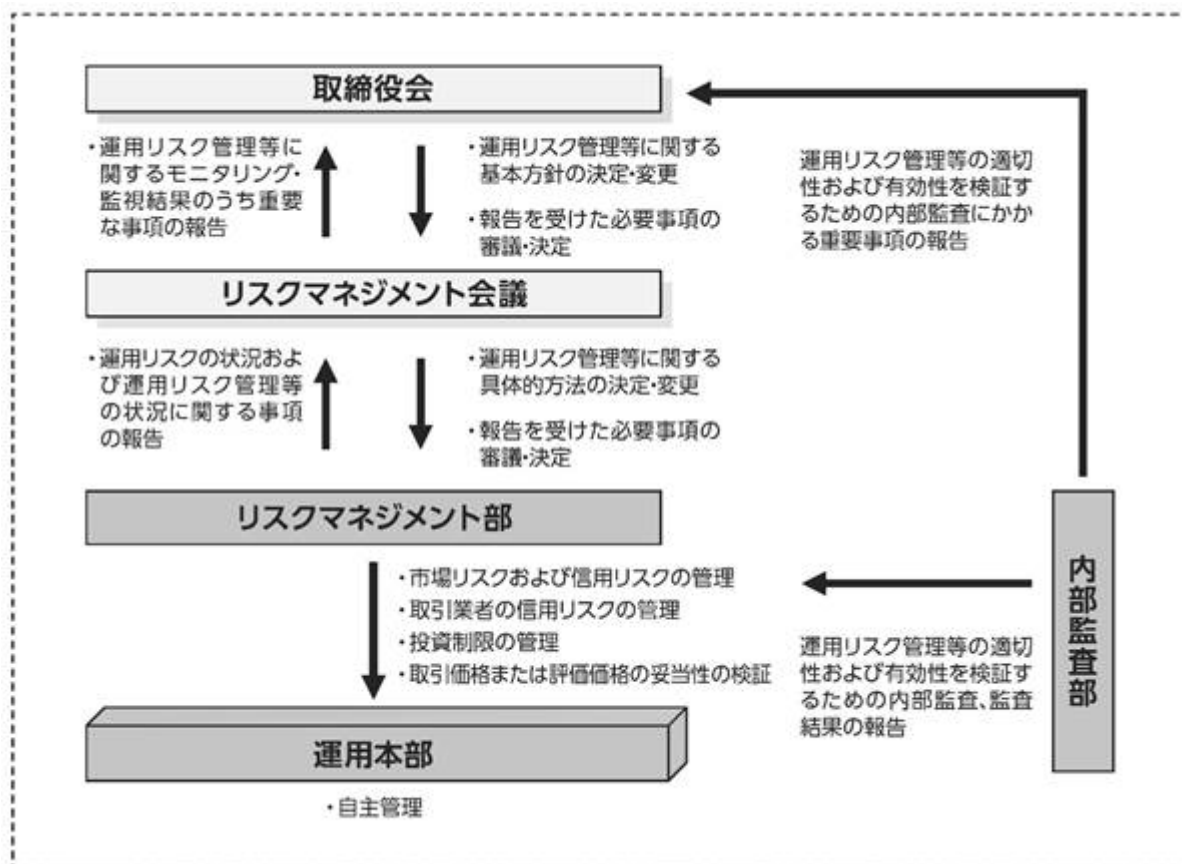 取締役会
・運用リスク管理等に
関するモニタリング・
監視結果のうち重要
な事項の報告
・運用リスク管理等に関する
基本方針の決定・変更
・報告を受けた必要事項の
審議・決定
運用リスク管理等の適切
性および有効性を検証す
るための内部監査にかか
る重要事項の報告
リスクマネジメント会議
・運用リスクの状況およ
び運用リスク管理等
の状況に関する事項
の報告
・運用リスク管理等に関する
具体的方法の決定・変更
・報告を受けた必要事項の
審議・決定
リスクマネジメント部
・市場リスクおよび信用リスクの管理
・取引業者の信用リスクの管理
・投資制限の管理
・取引価格または評価価格の妥当性の検証
内部監査部
運用リスク管理等の適切
性および有効性を検証す
るための内部監査、監査
結果の報告
運用本部
・自主管理